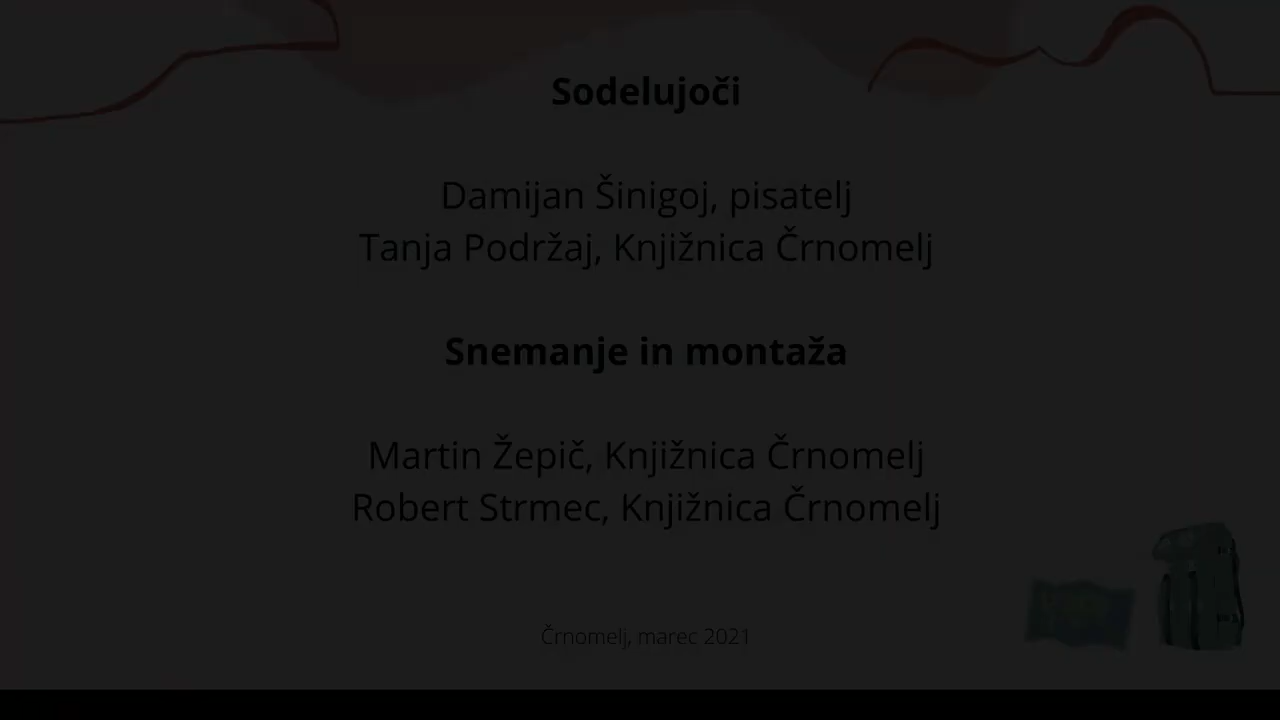 Sodelujoči
Damijan Šinigoj, pisatelj
Tanja Podržaj, Knjižnica Črnomelj
Snemanje in montaža
Martin Žepič, Knjižnica Črnomelj
Robert Strmec, Knjižnica Črnomelj
Črnomelj, marec 2021